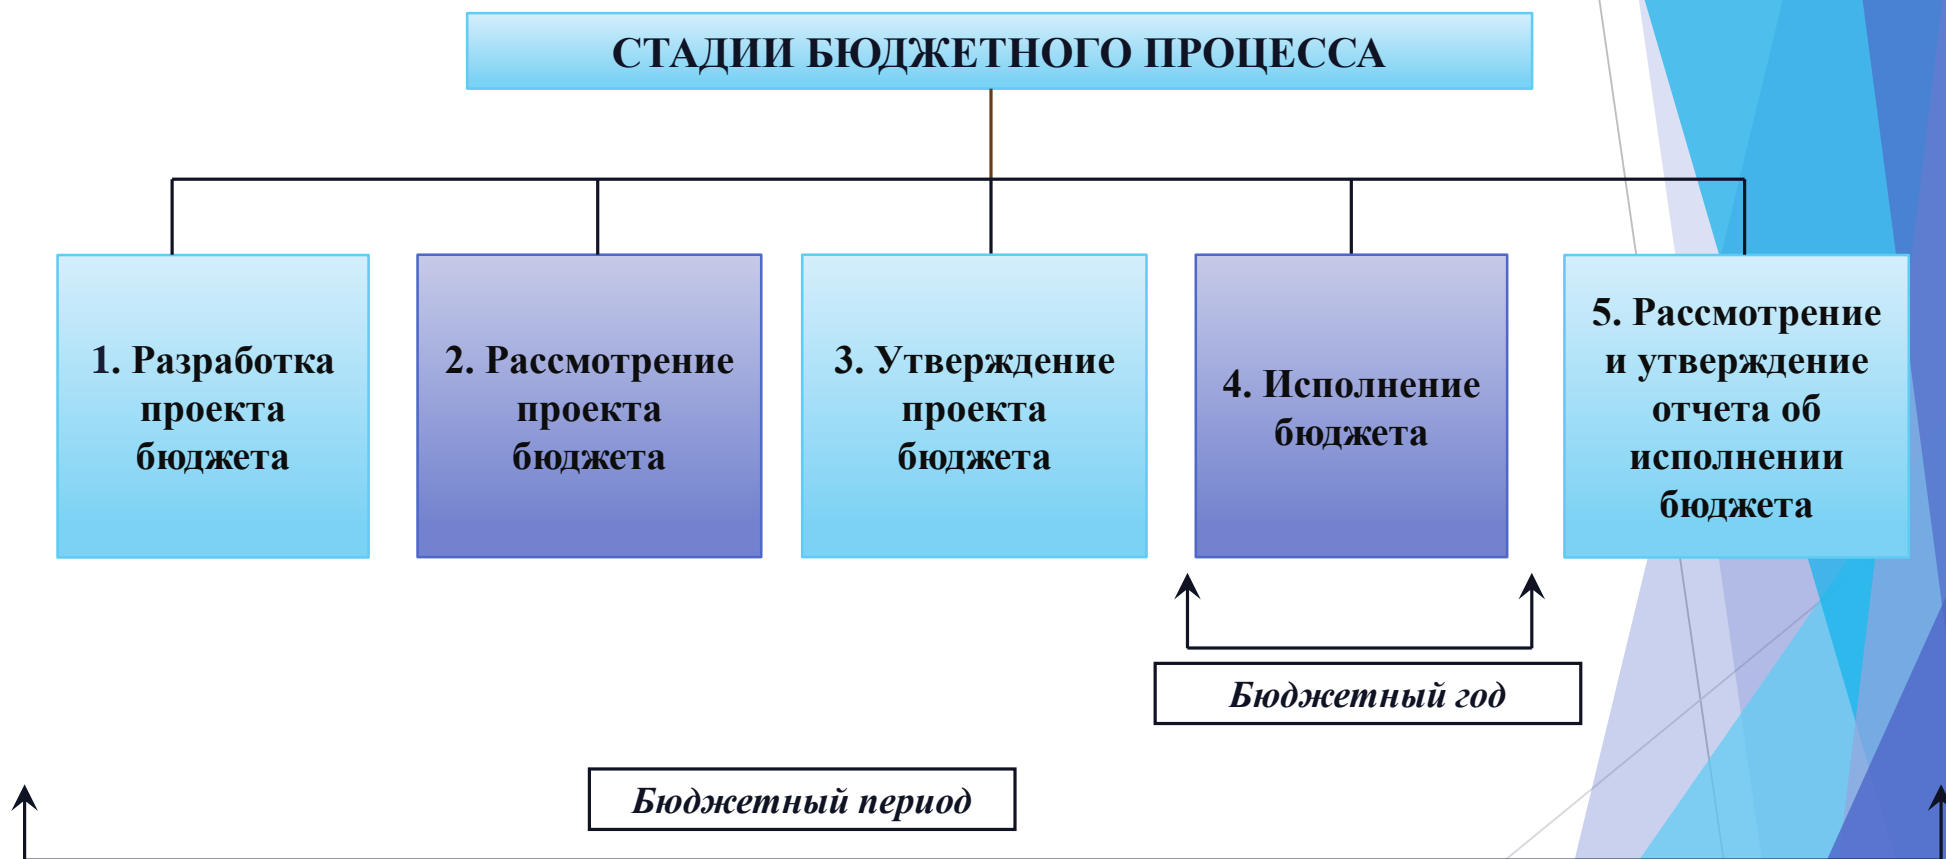 СТАДИИ БЮДЖЕТНОГО ПРОЦЕССА
1. Разработка
проекта
бюджета
2. Рассмотрение
проекта
бюджета
3. Утверждение
проекта
бюджета
4. Исполнение
бюджета
5. Рассмотрение
и утверждение
отчета об
исполнении
бюджета
Бюджетный год
Бюджетный период